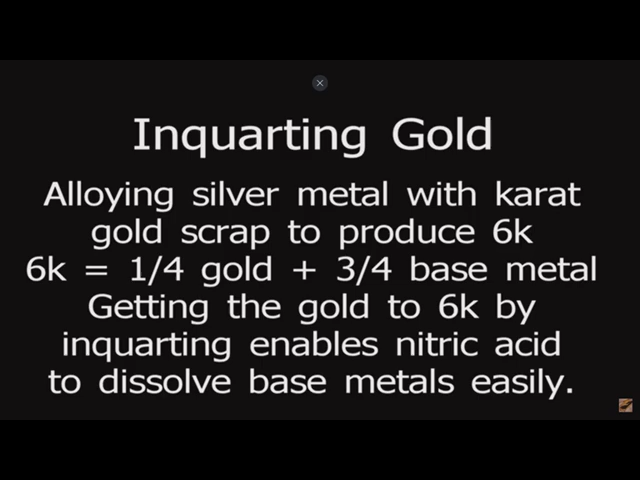 Inquarting Gold
Alloying silver metal with karat
gold scrap to produce 6k
6k = 1/4 gold + 3/4 base metal
Getting the gold to 6k by
inquarting enables nitric acid
to dissolve base metals easily.